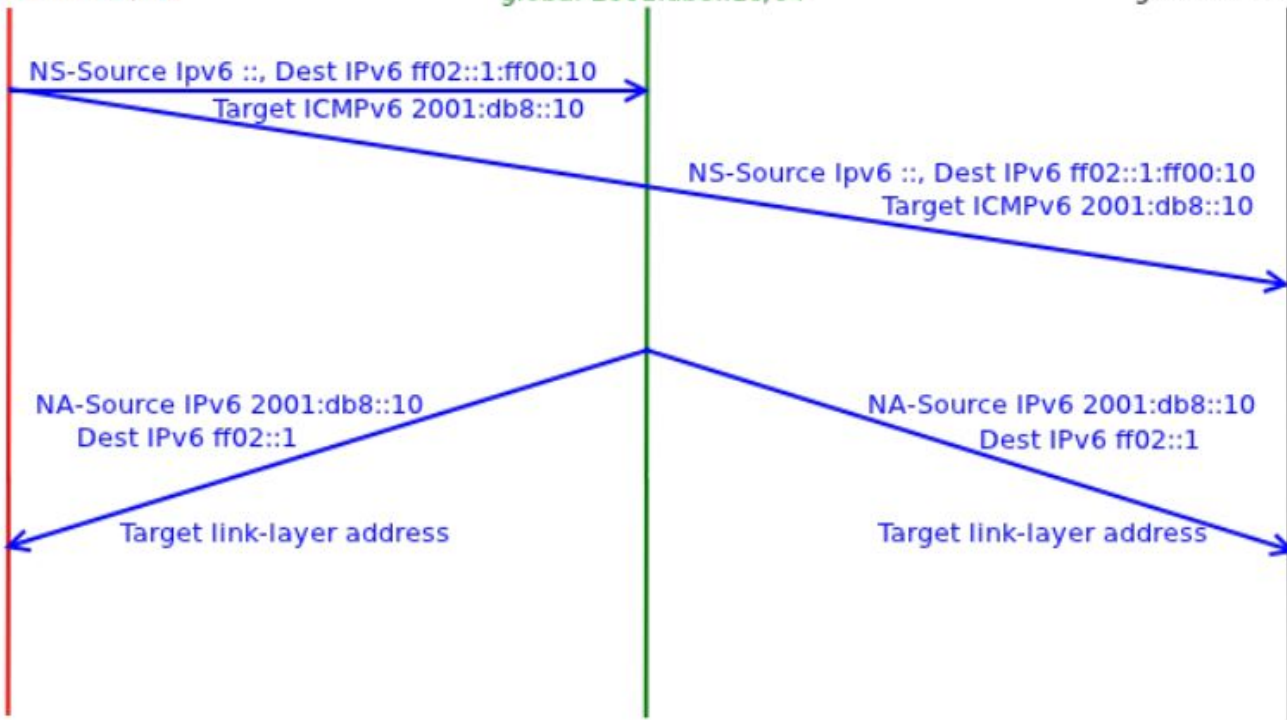 NS-Source Ipv6 ::, Dest IPv6 ff02::1:ff00:10
Target ICMPv6 2001:db8::10
NS-Source Ipv6 ::, Dest IPv6 ff02::1:ff00:10
Target ICMPv6 2001:db8::10
NA-Source IPv6 2001:db8::10
Dest IPv6 ff02::1
NA-Source IPv6 2001:db8::10
Dest IPv6 ff02::1
Target link-layer address
Target link-layer address